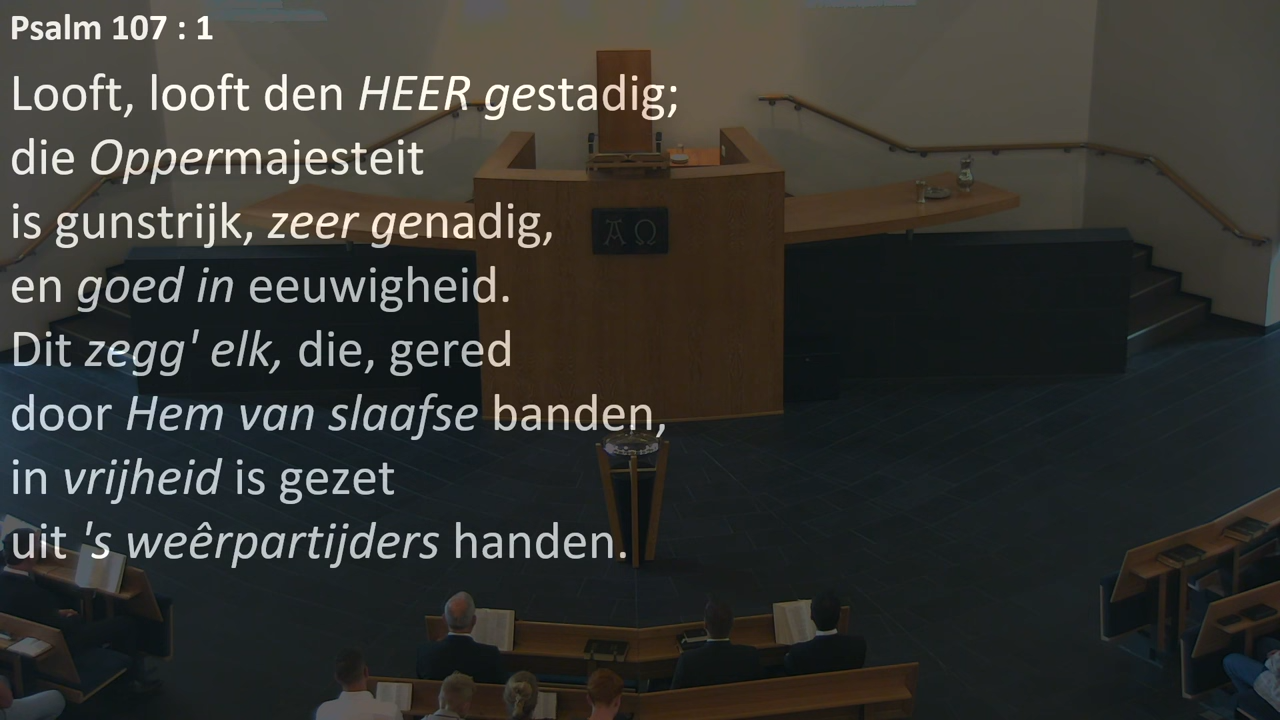 Psalm 107 : 1
Looft, looft den HEER gestadig;
die Oppermajesteit
is gunstrijk, zeer genadig,
en goed in eeuwigheid.
Dit zegg' elk, die, gered
door Hem van slaafse banden,
in vrijheid is gezet
uit 's weêrpartijders handen.
Α Ω